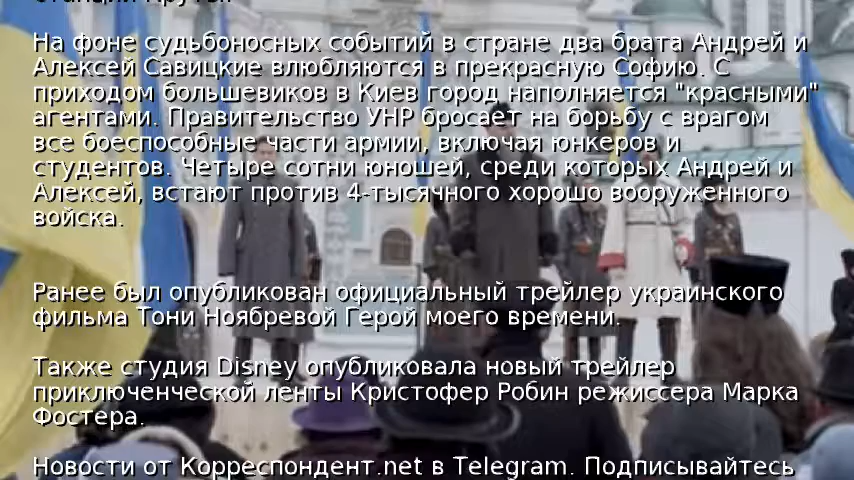 На фоне судьбоносных событий в стране два брата Андрей и
Алексей Савицкие влюбляются в прекрасную Софию. С
приходом большевиков в Киев город наполняется "красными"
агентами. Правительство УНР бросает на борьбу с врагом
все боеспособные части армии, включая юнкеров и
студентов. Четыре сотни юношей, среди которых Андрей и
Алексей, встают против 4-тысячного хорошо вооруженного
войска.
Ранее был опубликован официальный трейлер украинского
фильма Тони Ноябревой Герой моего времени.
Также студия Disney опубликовала новый трейлер
приключенческой ленты Кристофер Робин режиссера Марка
Фостера.
Новости от Корреспондент.net в Telegram. Подписывайтесь